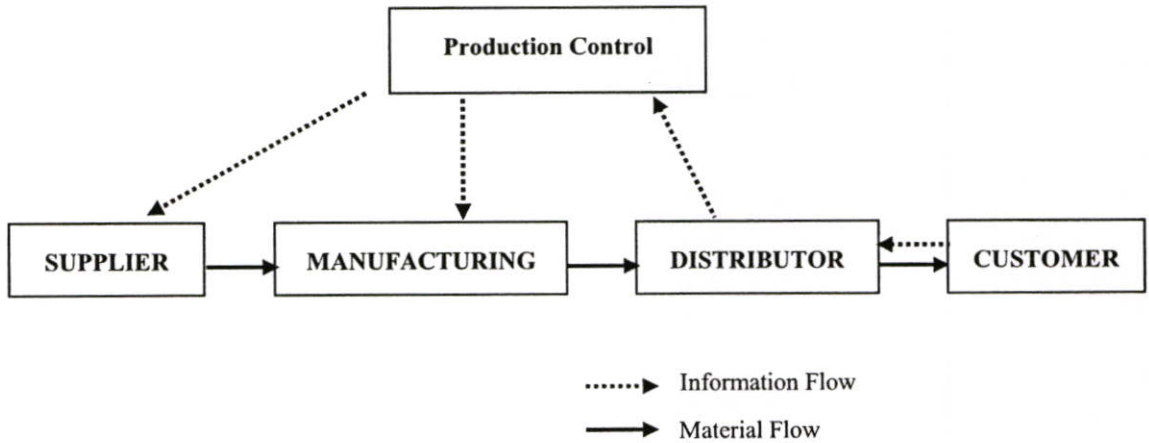 Production Control
SUPPLIER
MANUFACTURING
DISTRIBUTOR
CUSTOMER
Information Flow
Material Flow